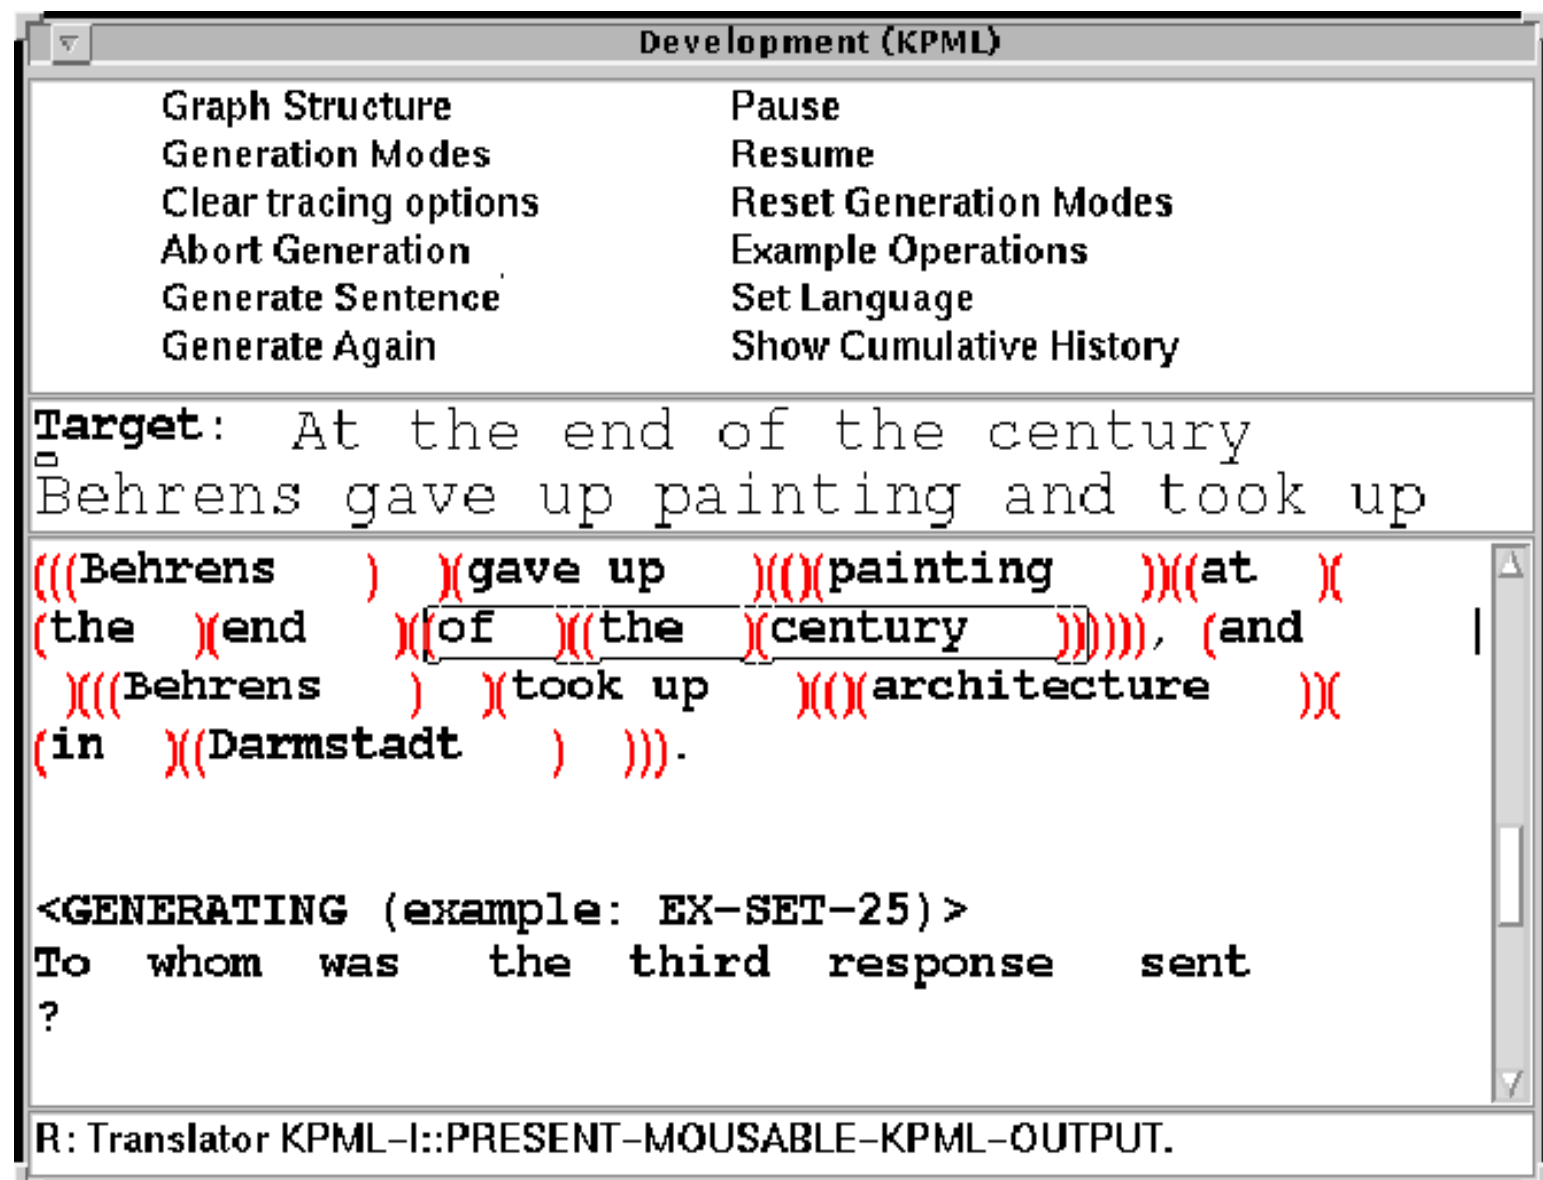 Development (KPML)
Graph Structure Pause
Generation Modes Resume
Clear tracing options Reset Generation Modes
Abort Generation Example Operations
Generate Sentence Set Language
Generate Again Show Cumulative History
Target: At the end of the century
Behrens gave up painting and took up
(((Behrens ) )(gave up )(()(painting ))((at )(
(the )(end )((of )((the )(century ))))))), (and
)(((Behrens ) )(took up )(()(architecture ))(
(in )((Darmstadt ) ))).
<GENERATING (example: EX-SET-25)>
To whom was the third response sent
?
R: Translator KPML-I::PRESENT-MOUSABLE-KPML-OUTPUT.